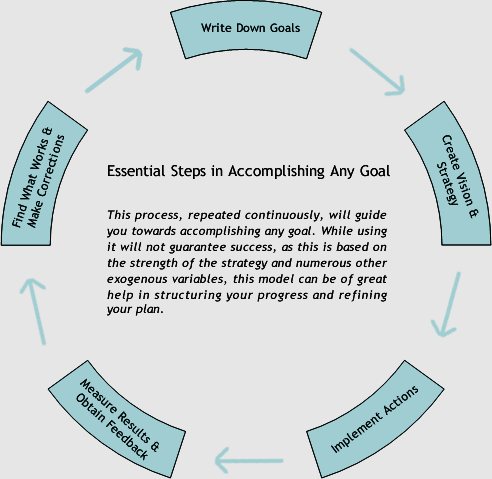 Write Down Goals
Create Vision &
Strategy
Implement Actions
Measure Results &
Obtain Feedback
Find What Works &
Make Corrections
Essential Steps in Accomplishing Any Goal
This process, repeated continuously, will guide
you towards accomplishing any goal. While using
it will not guarantee success, as this is based on
the strength of the strategy and numerous other
exogenous variables, this model can be of great
help in structuring your progress and refining
your plan.